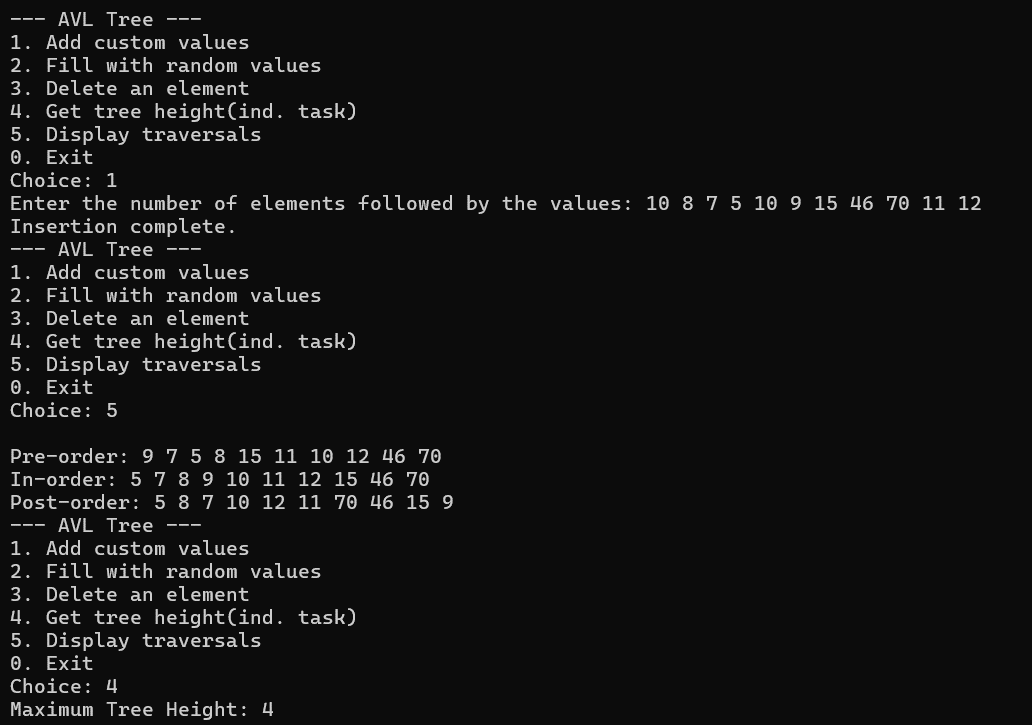 --- AVL Tree ---
1. Add custom values
2. Fill with random values
3. Delete an element
4. Get tree height(ind. task)
5. Display traversals
0. Exit
Choice: 1
Enter the number of elements followed by the values: 10 8 7 5 10 9 15 46 70 11 12
Insertion complete.
--- AVL Tree ---
1. Add custom values
2. Fill with random values
3. Delete an element
4. Get tree height(ind. task)
5. Display traversals
0. Exit
Choice: 5

Pre-order: 9 7 5 8 15 11 10 12 46 70
In-order: 5 7 8 9 10 11 12 15 46 70
Post-order: 5 8 7 10 12 11 70 46 15 9
--- AVL Tree ---
1. Add custom values
2. Fill with random values
3. Delete an element
4. Get tree height(ind. task)
5. Display traversals
0. Exit
Choice: 4
Maximum Tree Height: 4